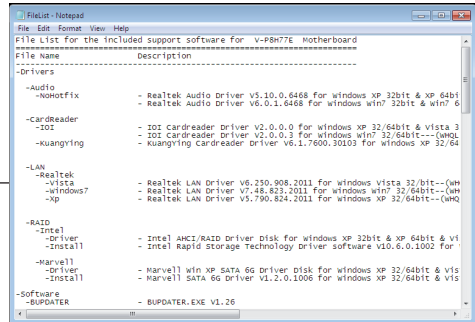 FileList - Notepad
File Edit Format View Help
File List for the included support software for V-P8H77E Motherboard
================================================================
File Name Description
----------------------------------------------------------------
-Drivers
-Audio
-NoHotfix - Realtek Audio Driver V5.10.0.6468 for Windows XP 32bit & XP 64bi
- Realtek Audio Driver V6.0.1.6468 for Windows Win7 32bit & Win7 6
-CardReader
-IOI - IOI Cardreader Driver v2.0.0.0 for Windows XP 32/64bit & Vista 3
- IOI Cardreader Driver v2.0.0.3 for Windows Win7 32/64bit---(WHQL
-KuangYing - KuangYing Cardreader Driver v6.1.7600.30103 for Windows XP 32/64
-LAN
-Realtek
-Vista - Realtek LAN Driver V6.250.908.2011 for Windows Vista 32/64bit--(WH
-Windows7 - Realtek LAN Driver V7.48.823.2011 for Windows Win7 32/64bit--(WH
-Xp - Realtek LAN Driver V5.790.824.2011 for Windows XP 32/64bit--(WHQ
-RAID
-Intel
-Driver - Intel AHCI/RAID Driver Disk for Windows XP 32bit & XP 64bit & Vi
-Install - Intel Rapid Storage Technology Driver software v10.6.0.1002 for
-Marvell
-Driver - Marvell Win XP SATA 6G Driver Disk for Windows XP 32/64bit & Vis
-Install - Marvell SATA 6G Driver V1.2.0.1006 for Windows XP 32/64bit & Vis
-Software
-BUPDATER - BUPDATER.EXE V1.26